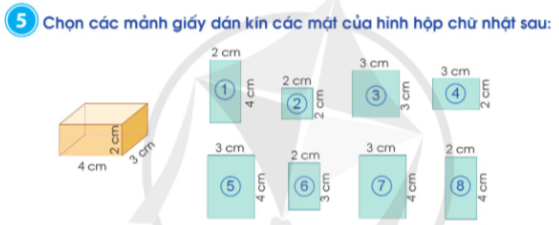 5 Chọn các mảnh giấy dán kín các mặt của hình hộp chữ nhật sau:
2 cm
1
4 cm
2 cm
2
2 cm
3 cm
3
3 cm
3 cm
4
2 cm
2 cm
3 cm
4 cm
3 cm
5
4 cm
2 cm
6
3 cm
3 cm
7
4 cm
2 cm
8
4 cm